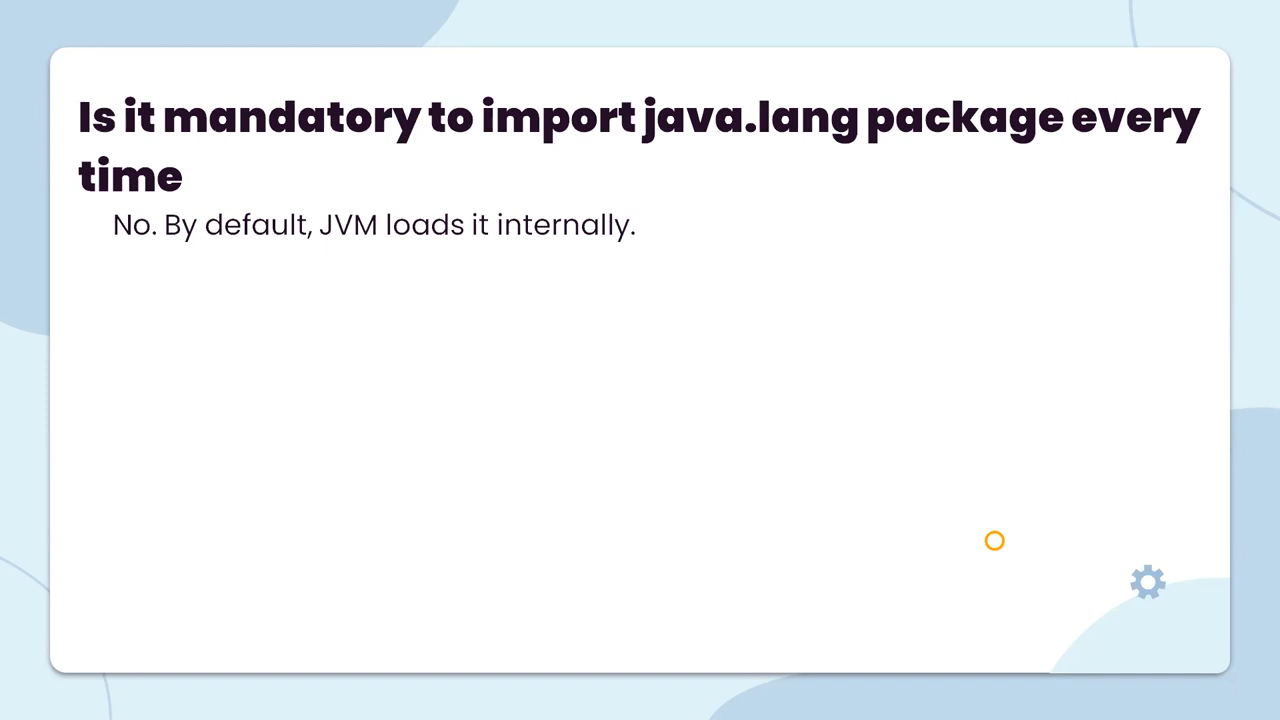 Is it mandatory to import java.lang package every
time
No. By default, JVM loads it internally.